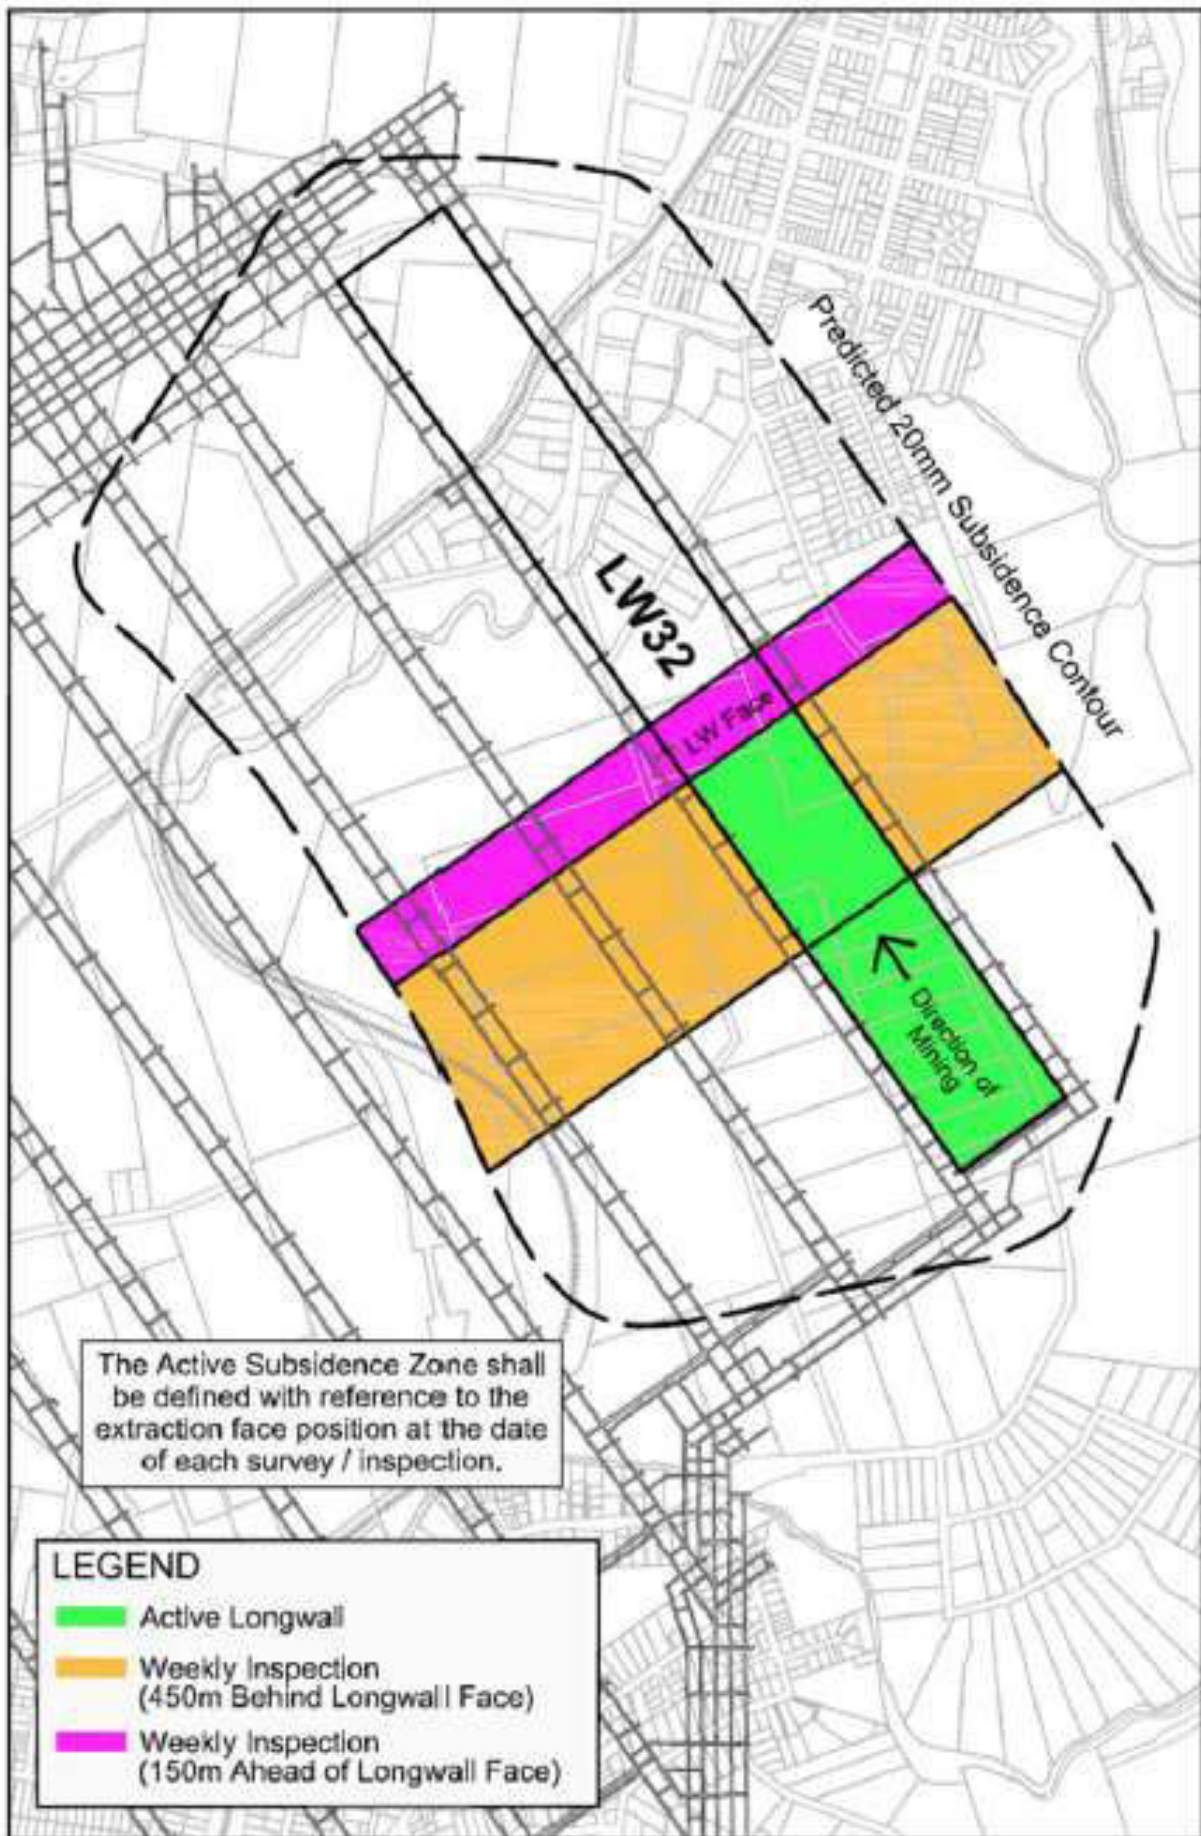 Predicted 20mm Subsidence Contour
LW32
LW Face
Direction of
Mining
The Active Subsidence Zone shall
be defined with reference to the
extraction face position at the date
of each survey / inspection.
LEGEND
Active Longwall
Weekly Inspection
(450m Behind Longwall Face)
Weekly Inspection
(150m Ahead of Longwall Face)